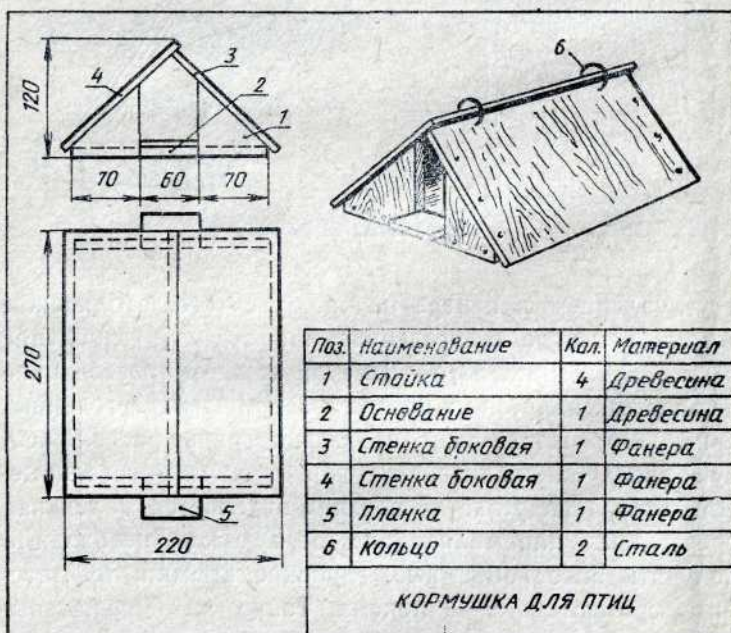 120
4
3
2
1
70 60 70
270
5
220
6
Поз. Наименование Кол. Материал
1 Стойка 4 Древесина
2 Основание 1 Древесина
3 Стенка боковая 1 Фанера
4 Стенка боковая 1 Фанера
5 Планка 1 Фанера
6 Кольцо 2 Сталь
КОРМУШКА ДЛЯ ПТИЦ